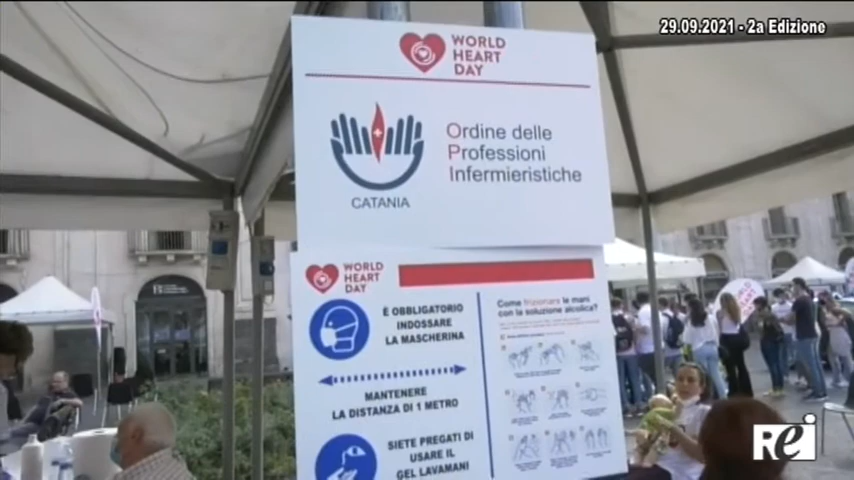 29.09.2021 - 2a Edizione
WORLD
HEART
DAY
Ordine delle
Professioni
Infermieristiche
CATANIA
WORLD
HEART
DAY
È OBBLIGATORIO
INDOSSARE
LA MASCHERINA
MANTENERE
LA DISTANZA DI 1 METRO
SIETE PREGATI DI
USARE IL
GEL LAVAMANI
Come frizionare le mani
con la soluzione alcolica?
Rei